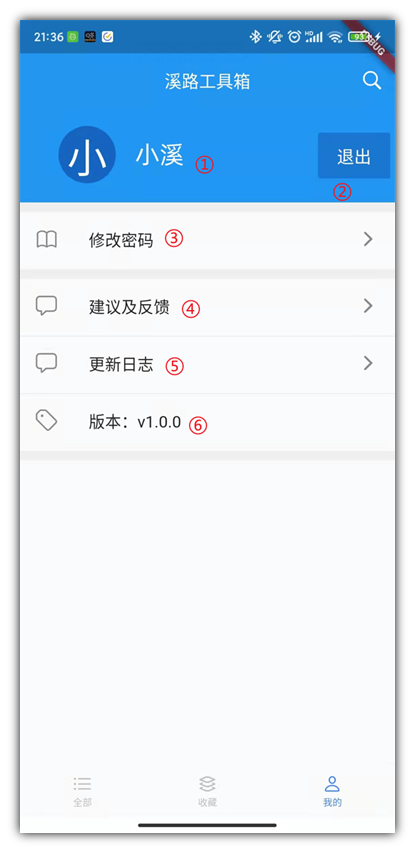 21:36 HD 93
DEBUG
溪路工具箱
小 小溪 ① 退出
②
修改密码 ③
建议及反馈 ④
更新日志 ⑤
版本：v1.0.0 ⑥
全部 收藏 我的